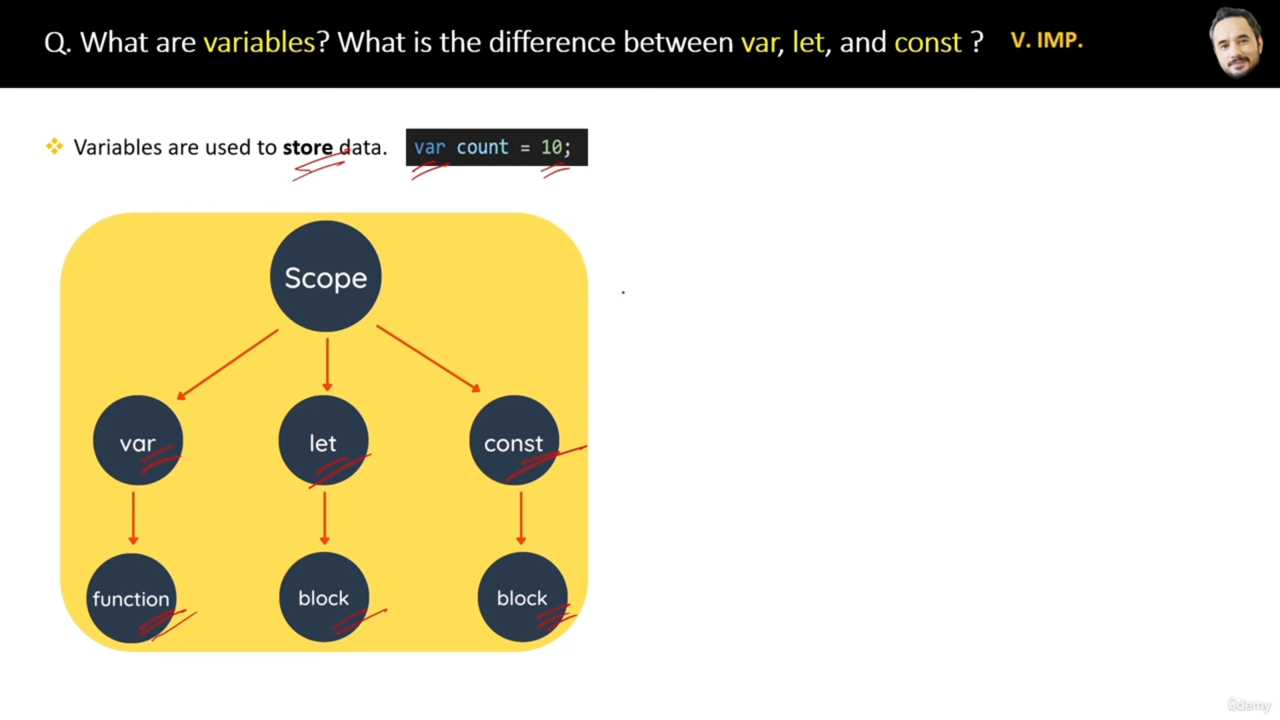 Q. What are variables? What is the difference between var, let, and const ? V. IMP.
Variables are used to store data. var count = 10;
Scope
var let const
function block block
ûdemy